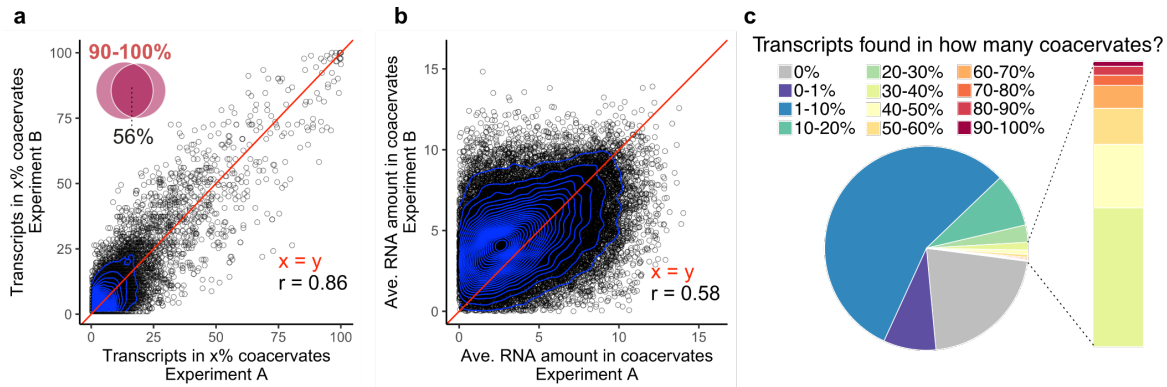 a
90-100%
56%
100
75
50
25
0
Transcripts in x% coacervates
Experiment B
x = y
r = 0.86
0
25
50
75
100
Transcripts in x% coacervates
Experiment A
b
15
10
5
0
Ave. RNA amount in coacervates
Experiment B
x = y
r = 0.58
0
5
10
15
Ave. RNA amount in coacervates
Experiment A
c
Transcripts found in how many coacervates?
0%
0-1%
1-10%
10-20%
20-30%
30-40%
40-50%
50-60%
60-70%
70-80%
80-90%
90-100%